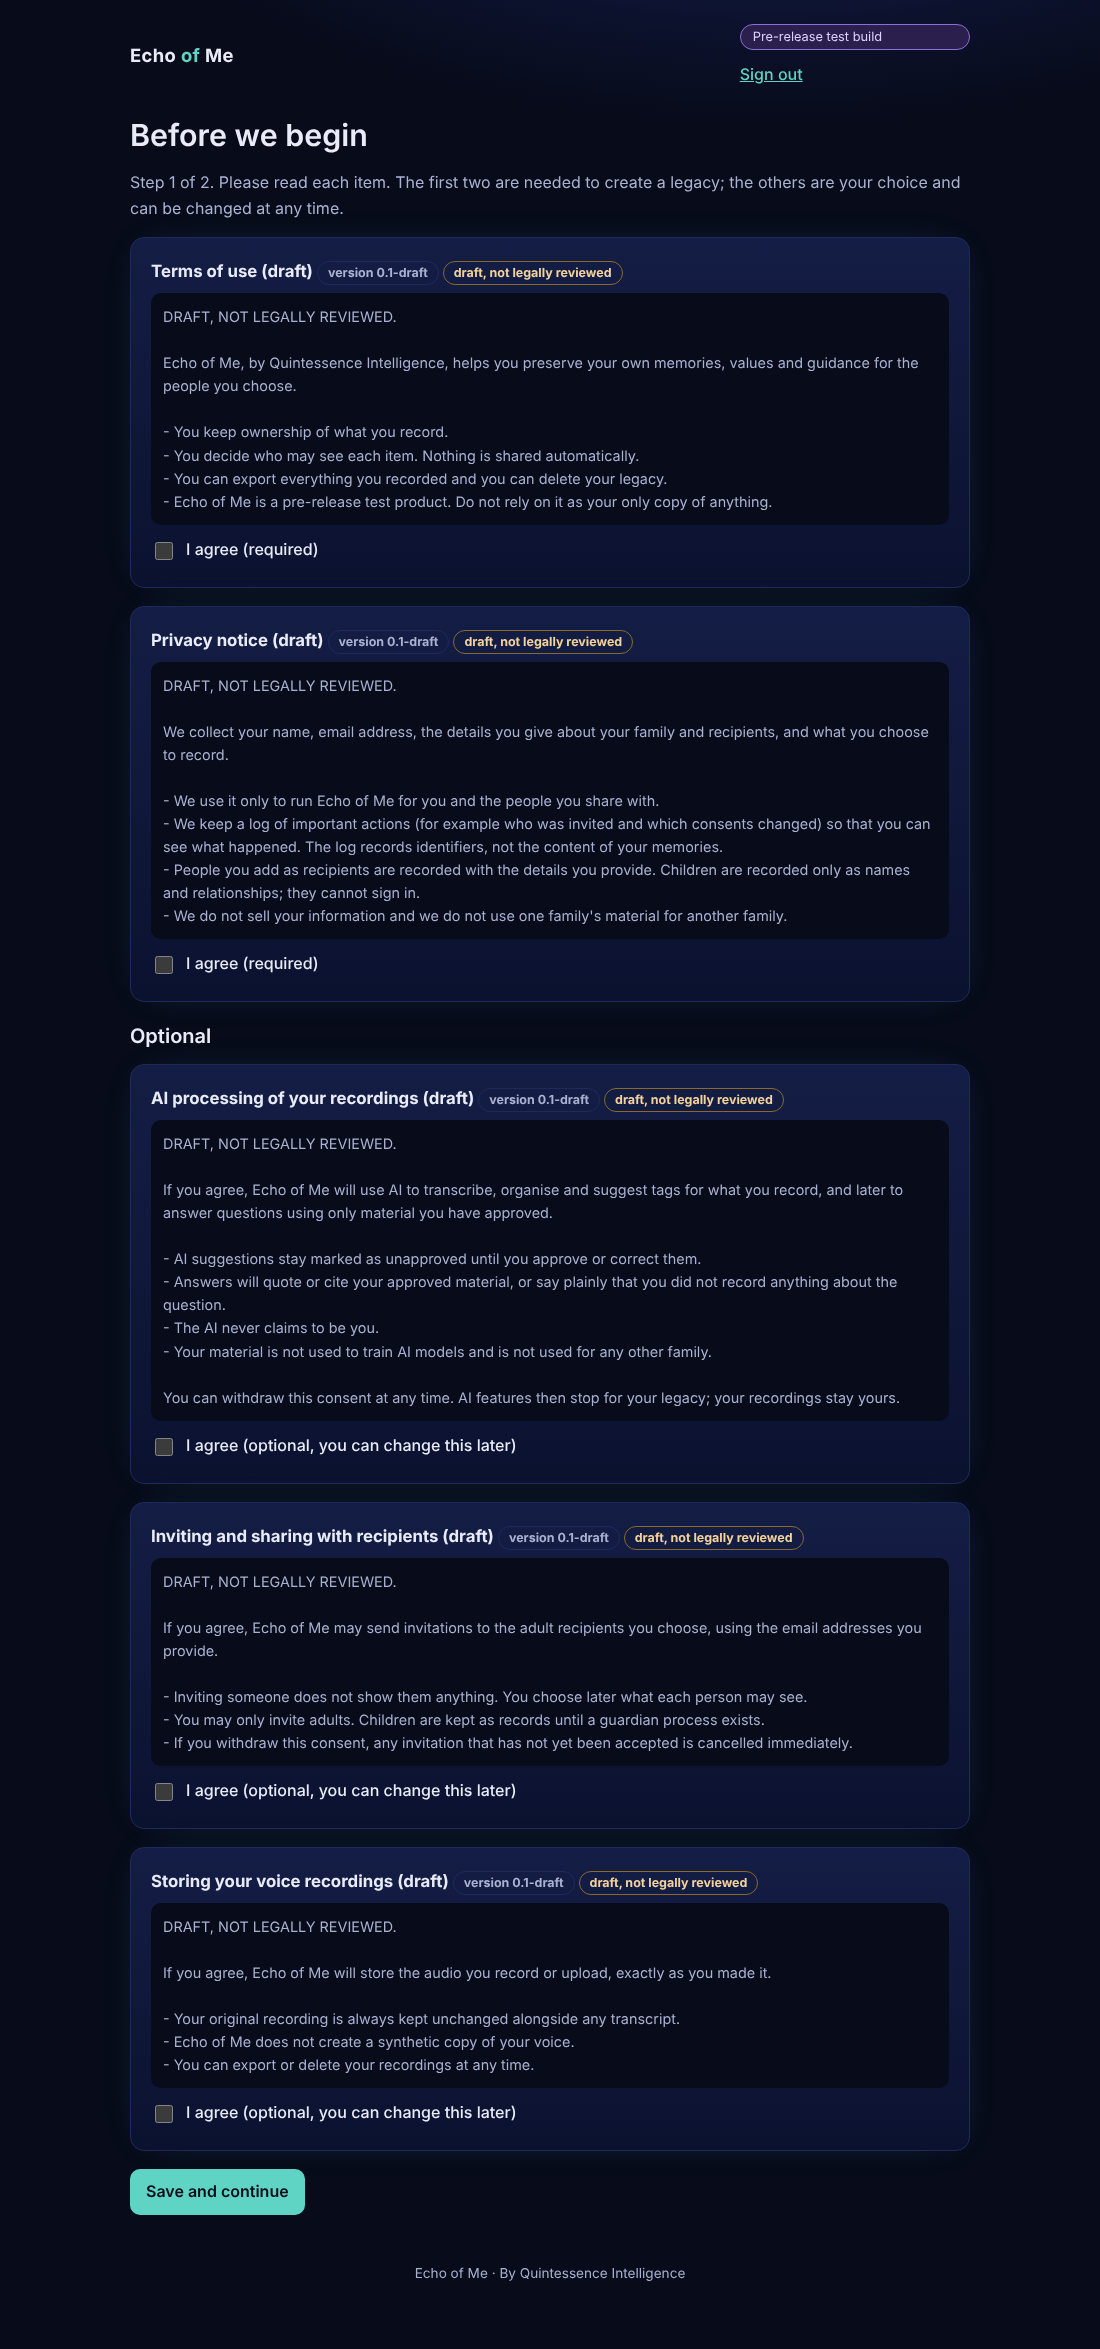 Echo of Me
Pre-release test build
Sign out
Before we begin
Step 1 of 2. Please read each item. The first two are needed to create a legacy; the others are your choice and
can be changed at any time.
Terms of use (draft) version 0.1-draft draft, not legally reviewed
DRAFT, NOT LEGALLY REVIEWED.
Echo of Me, by Quintessence Intelligence, helps you preserve your own memories, values and guidance for the
people you choose.
- You keep ownership of what you record.
- You decide who may see each item. Nothing is shared automatically.
- You can export everything you recorded and you can delete your legacy.
- Echo of Me is a pre-release test product. Do not rely on it as your only copy of anything.
I agree (required)
Privacy notice (draft) version 0.1-draft draft, not legally reviewed
DRAFT, NOT LEGALLY REVIEWED.
We collect your name, email address, the details you give about your family and recipients, and what you choose
to record.
- We use it only to run Echo of Me for you and the people you share with.
- We keep a log of important actions (for example who was invited and which consents changed) so that you can
see what happened. The log records identifiers, not the content of your memories.
- People you add as recipients are recorded with the details you provide. Children are recorded only as names
and relationships; they cannot sign in.
- We do not sell your information and we do not use one family's material for another family.
I agree (required)
Optional
AI processing of your recordings (draft) version 0.1-draft draft, not legally reviewed
DRAFT, NOT LEGALLY REVIEWED.
If you agree, Echo of Me will use AI to transcribe, organise and suggest tags for what you record, and later to
answer questions using only material you have approved.
- AI suggestions stay marked as unapproved until you approve or correct them.
- Answers will quote or cite your approved material, or say plainly that you did not record anything about the
question.
- The AI never claims to be you.
- Your material is not used to train AI models and is not used for any other family.
You can withdraw this consent at any time. AI features then stop for your legacy; your recordings stay yours.
I agree (optional, you can change this later)
Inviting and sharing with recipients (draft) version 0.1-draft draft, not legally reviewed
DRAFT, NOT LEGALLY REVIEWED.
If you agree, Echo of Me may send invitations to the adult recipients you choose, using the email addresses you
provide.
- Inviting someone does not show them anything. You choose later what each person may see.
- You may only invite adults. Children are kept as records until a guardian process exists.
- If you withdraw this consent, any invitation that has not yet been accepted is cancelled immediately.
I agree (optional, you can change this later)
Storing your voice recordings (draft) version 0.1-draft draft, not legally reviewed
DRAFT, NOT LEGALLY REVIEWED.
If you agree, Echo of Me will store the audio you record or upload, exactly as you made it.
- Your original recording is always kept unchanged alongside any transcript.
- Echo of Me does not create a synthetic copy of your voice.
- You can export or delete your recordings at any time.
I agree (optional, you can change this later)
Save and continue
Echo of Me · By Quintessence Intelligence